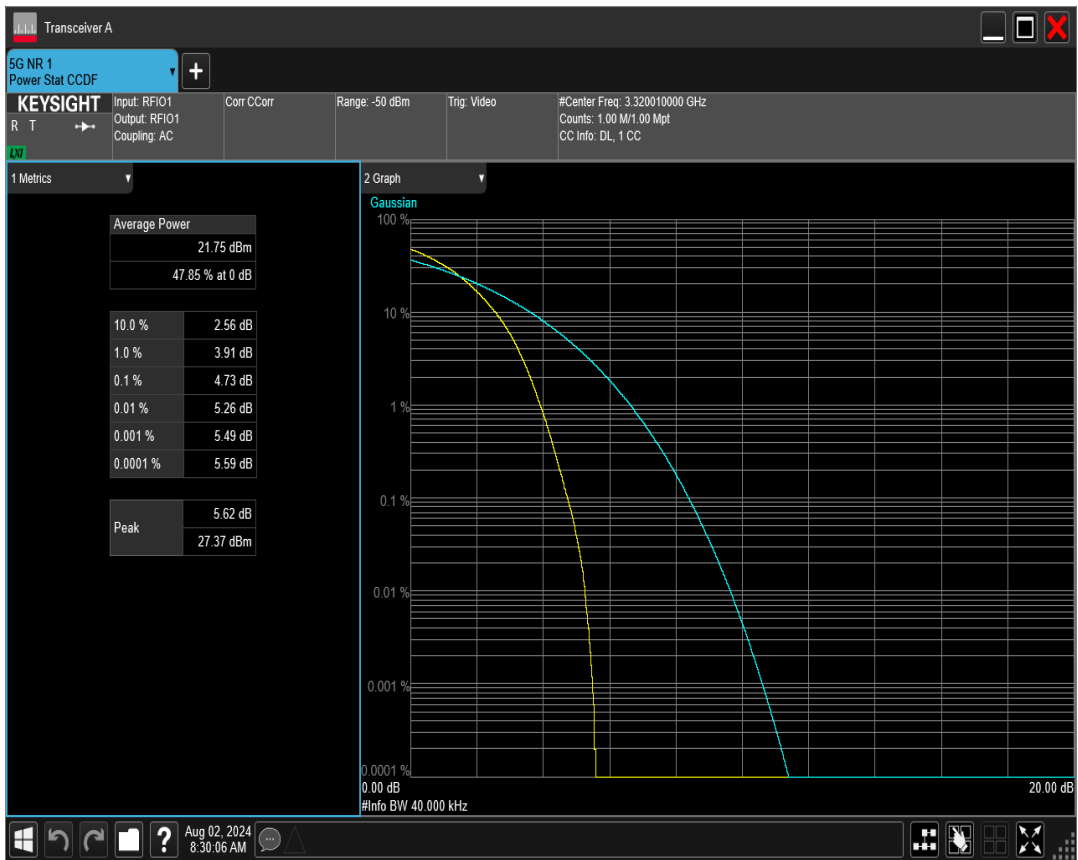 Transceiver A
5G NR 1
Power Stat CCDF
+
KEYSIGHT
R T
LXI
Input: RFIO1
Output: RFIO1
Coupling: AC
Corr CCorr
Range: -50 dBm
Trig: Video
#Center Freq: 3.320010000 GHz
Counts: 1.00 M/1.00 Mpt
CC Info: DL, 1 CC
1 Metrics
Average Power
21.75 dBm
47.85 % at 0 dB
10.0 % 2.56 dB
1.0 % 3.91 dB
0.1 % 4.73 dB
0.01 % 5.26 dB
0.001 % 5.49 dB
0.0001 % 5.59 dB
Peak
5.62 dB
27.37 dBm
2 Graph
Gaussian
100 %
10 %
1 %
0.1 %
0.01 %
0.001 %
0.0001 %
0.00 dB 20.00 dB
#Info BW 40.000 kHz
?
Aug 02, 2024
8:30:06 AM